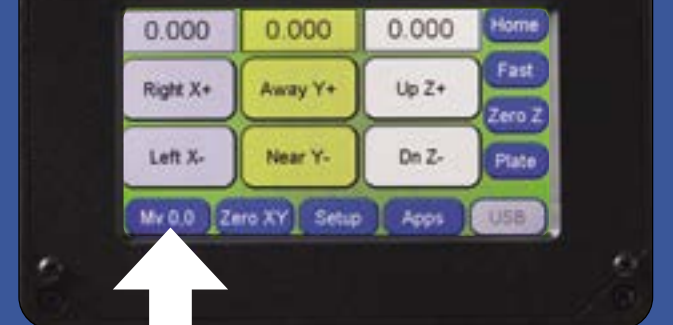 0.000 0.000 0.000 Home
Right X+ Away Y+ Up Z+ Fast
Zero Z
Left X- Near Y- Dn Z- Plate
Mv 0,0 Zero XY Setup Apps USB